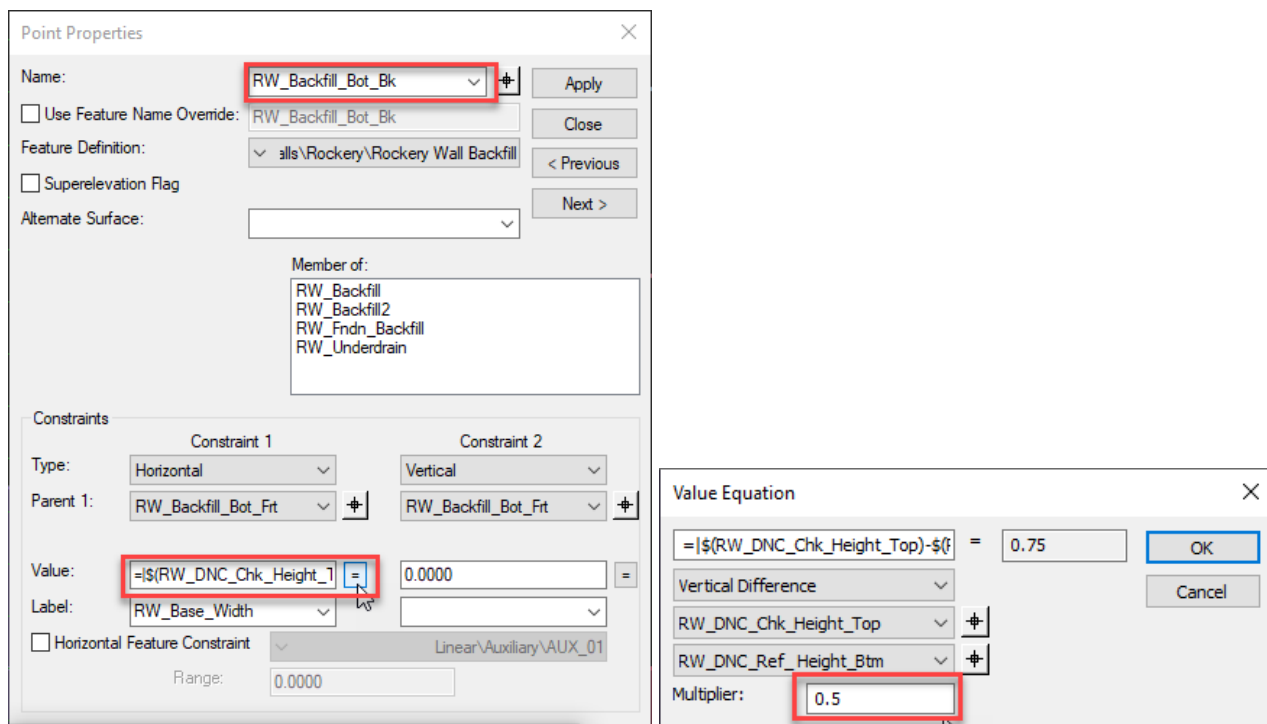 Point Properties
Name:
RW_Backfill_Bot_Bk
Apply
Use Feature Name Override:
RW_Backfill_Bot_Bk
Close
Feature Definition:
alls\Rockery\Rockery Wall Backfill
< Previous
Superelevation Flag
Next >
Alternate Surface:
Member of:
RW_Backfill
RW_Backfill2
RW_Fndn_Backfill
RW_Underdrain
Constraints
Constraint 1
Constraint 2
Type:
Horizontal
Vertical
Parent 1:
RW_Backfill_Bot_Frt
RW_Backfill_Bot_Frt
Value:
=|$(RW_DNC_Chk_Height_T
=
0.0000
=
Label:
RW_Base_Width
Horizontal Feature Constraint
Linear\Auxiliary\AUX_01
Range:
0.0000
Value Equation
=|$(RW_DNC_Chk_Height_Top)-$(F
=
0.75
OK
Vertical Difference
Cancel
RW_DNC_Chk_Height_Top
RW_DNC_Ref_Height_Btm
Multiplier:
0.5